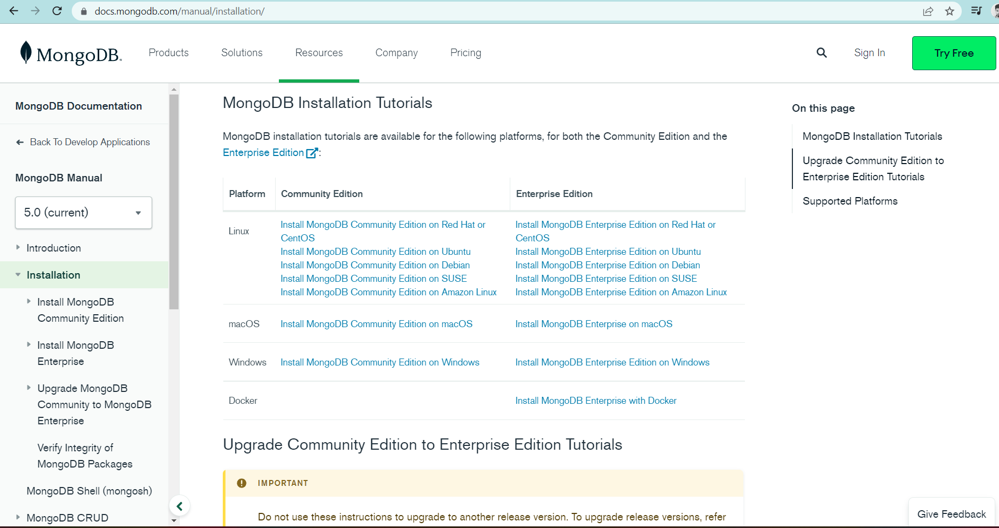 docs.mongodb.com/manual/installation/
MongoDB.
Products
Solutions
Resources
Company
Pricing
Sign In
Try Free
MongoDB Documentation
Back To Develop Applications
MongoDB Manual
5.0 (current)
Introduction
Installation
Install MongoDB
Community Edition
Install MongoDB
Enterprise
Upgrade MongoDB
Community to MongoDB
Enterprise
Verify Integrity of
MongoDB Packages
MongoDB Shell (mongosh)
MongoDB CRUD
MongoDB Installation Tutorials
MongoDB installation tutorials are available for the following platforms, for both the Community Edition and the
Enterprise Edition:
Platform
Community Edition
Enterprise Edition
Linux
Install MongoDB Community Edition on Red Hat or
CentOS
Install MongoDB Community Edition on Ubuntu
Install MongoDB Community Edition on Debian
Install MongoDB Community Edition on SUSE
Install MongoDB Community Edition on Amazon Linux
Install MongoDB Enterprise Edition on Red Hat or
CentOS
Install MongoDB Enterprise Edition on Ubuntu
Install MongoDB Enterprise Edition on Debian
Install MongoDB Enterprise Edition on SUSE
Install MongoDB Enterprise Edition on Amazon Linux
macOS
Install MongoDB Community Edition on macOS
Install MongoDB Enterprise on macOS
Windows
Install MongoDB Community Edition on Windows
Install MongoDB Enterprise Edition on Windows
Docker
Install MongoDB Enterprise with Docker
Upgrade Community Edition to Enterprise Edition Tutorials
IMPORTANT
Do not use these instructions to upgrade to another release version. To upgrade release versions, refer
On this page
MongoDB Installation Tutorials
Upgrade Community Edition to
Enterprise Edition Tutorials
Supported Platforms
Give Feedback